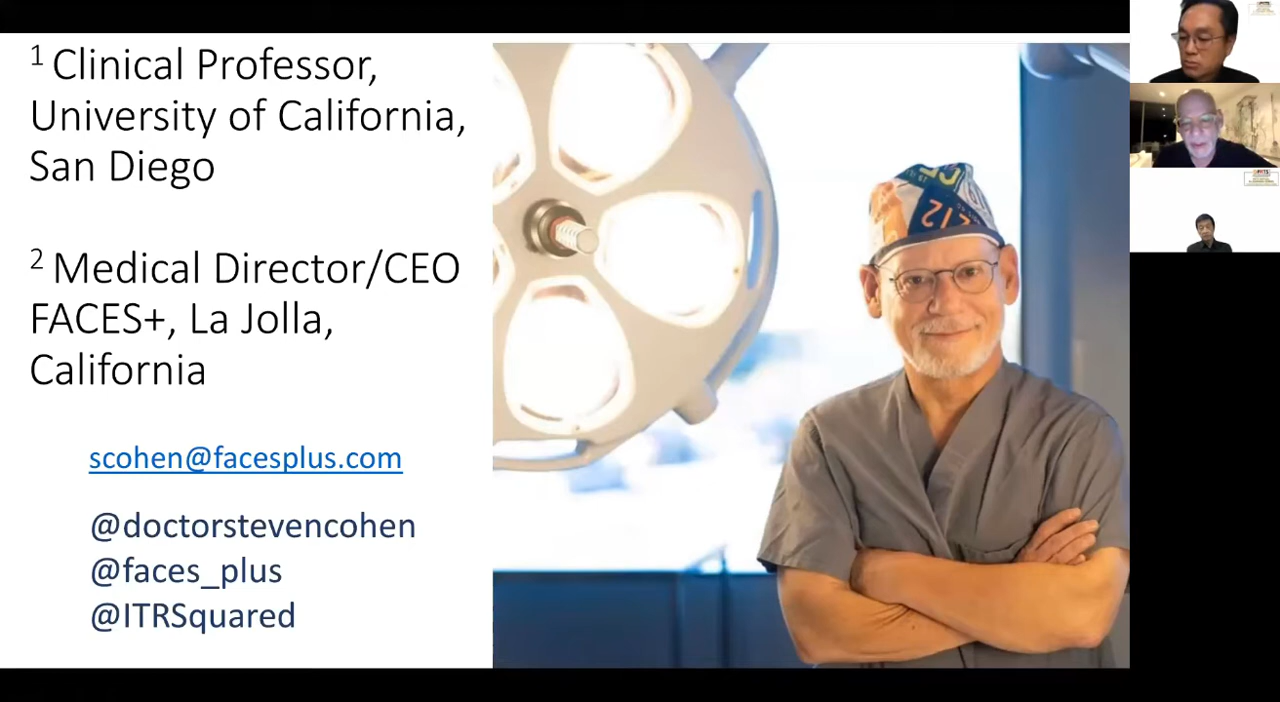 1 Clinical Professor,
University of California,
San Diego
2 Medical Director/CEO
FACES+, La Jolla,
California
scohen@facesplus.com
@doctorstevencohen
@faces_plus
@ITRSquared
212